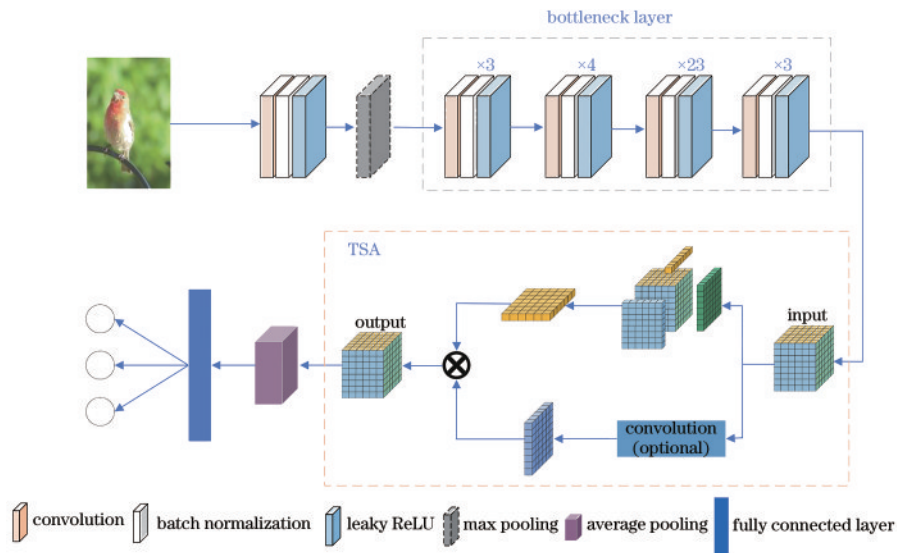 bottleneck layer
×3
×4
×23
×3
TSA
output
input
convolution
(optional)
convolution
batch normalization
leaky ReLU
max pooling
average pooling
fully connected layer